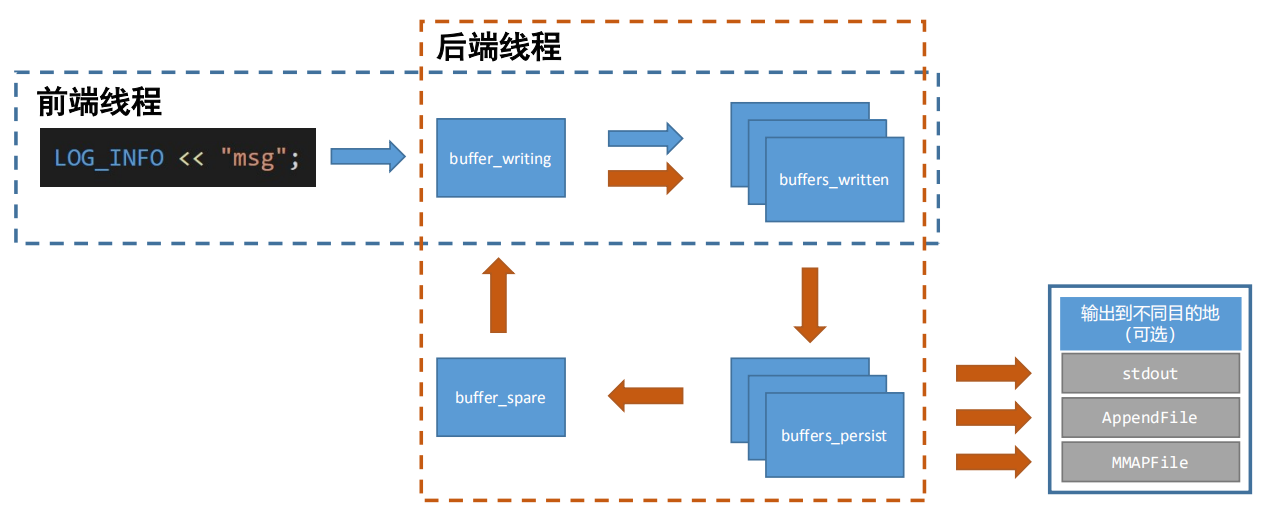 后端线程
前端线程
LOG_INFO << "msg";
buffer_writing
buffers_written
buffer_spare
buffers_persist
输出到不同目的地
(可选)
stdout
AppendFile
MMAPFile